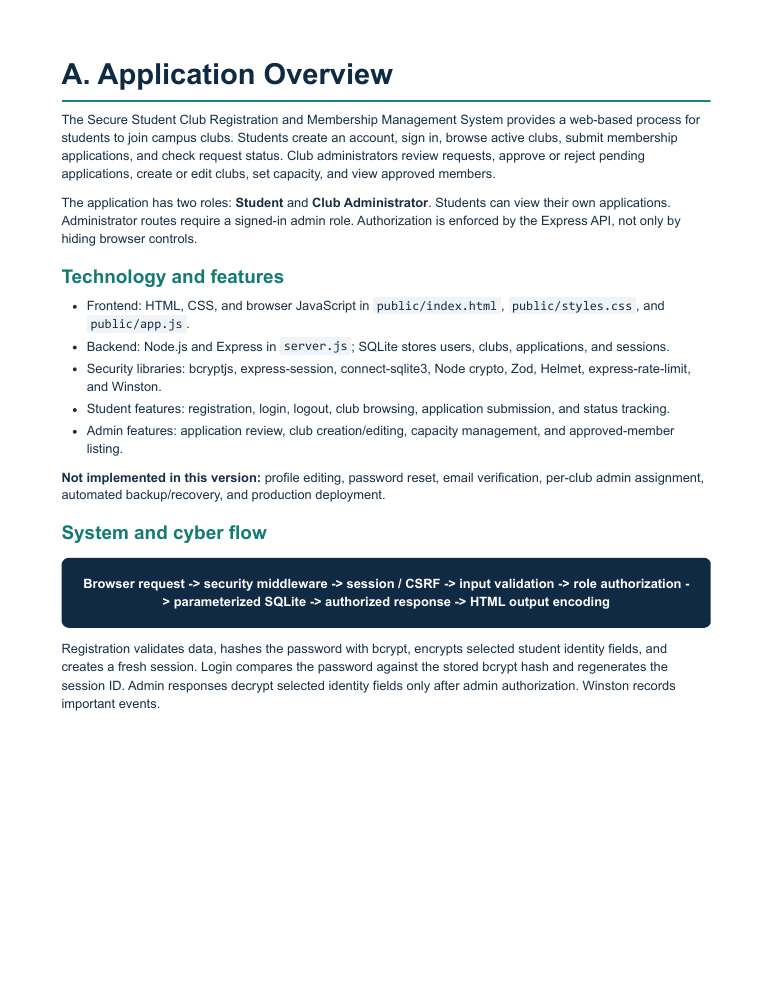 A. Application Overview
The Secure Student Club Registration and Membership Management System provides a web-based process for
students to join campus clubs. Students create an account, sign in, browse active clubs, submit membership
applications, and check request status. Club administrators review requests, approve or reject pending
applications, create or edit clubs, set capacity, and view approved members.
The application has two roles: Student and Club Administrator. Students can view their own applications.
Administrator routes require a signed-in admin role. Authorization is enforced by the Express API, not only by
hiding browser controls.
Technology and features
• Frontend: HTML, CSS, and browser JavaScript in public/index.html, public/styles.css, and
public/app.js.
• Backend: Node.js and Express in server.js; SQLite stores users, clubs, applications, and sessions.
• Security libraries: bcryptjs, express-session, connect-sqlite3, Node crypto, Zod, Helmet, express-rate-limit,
and Winston.
• Student features: registration, login, logout, club browsing, application submission, and status tracking.
• Admin features: application review, club creation/editing, capacity management, and approved-member
listing.
Not implemented in this version: profile editing, password reset, email verification, per-club admin assignment,
automated backup/recovery, and production deployment.
System and cyber flow
Browser request -> security middleware -> session / CSRF -> input validation -> role authorization -
> parameterized SQLite -> authorized response -> HTML output encoding
Registration validates data, hashes the password with bcrypt, encrypts selected student identity fields, and
creates a fresh session. Login compares the password against the stored bcrypt hash and regenerates the
session ID. Admin responses decrypt selected identity fields only after admin authorization. Winston records
important events.